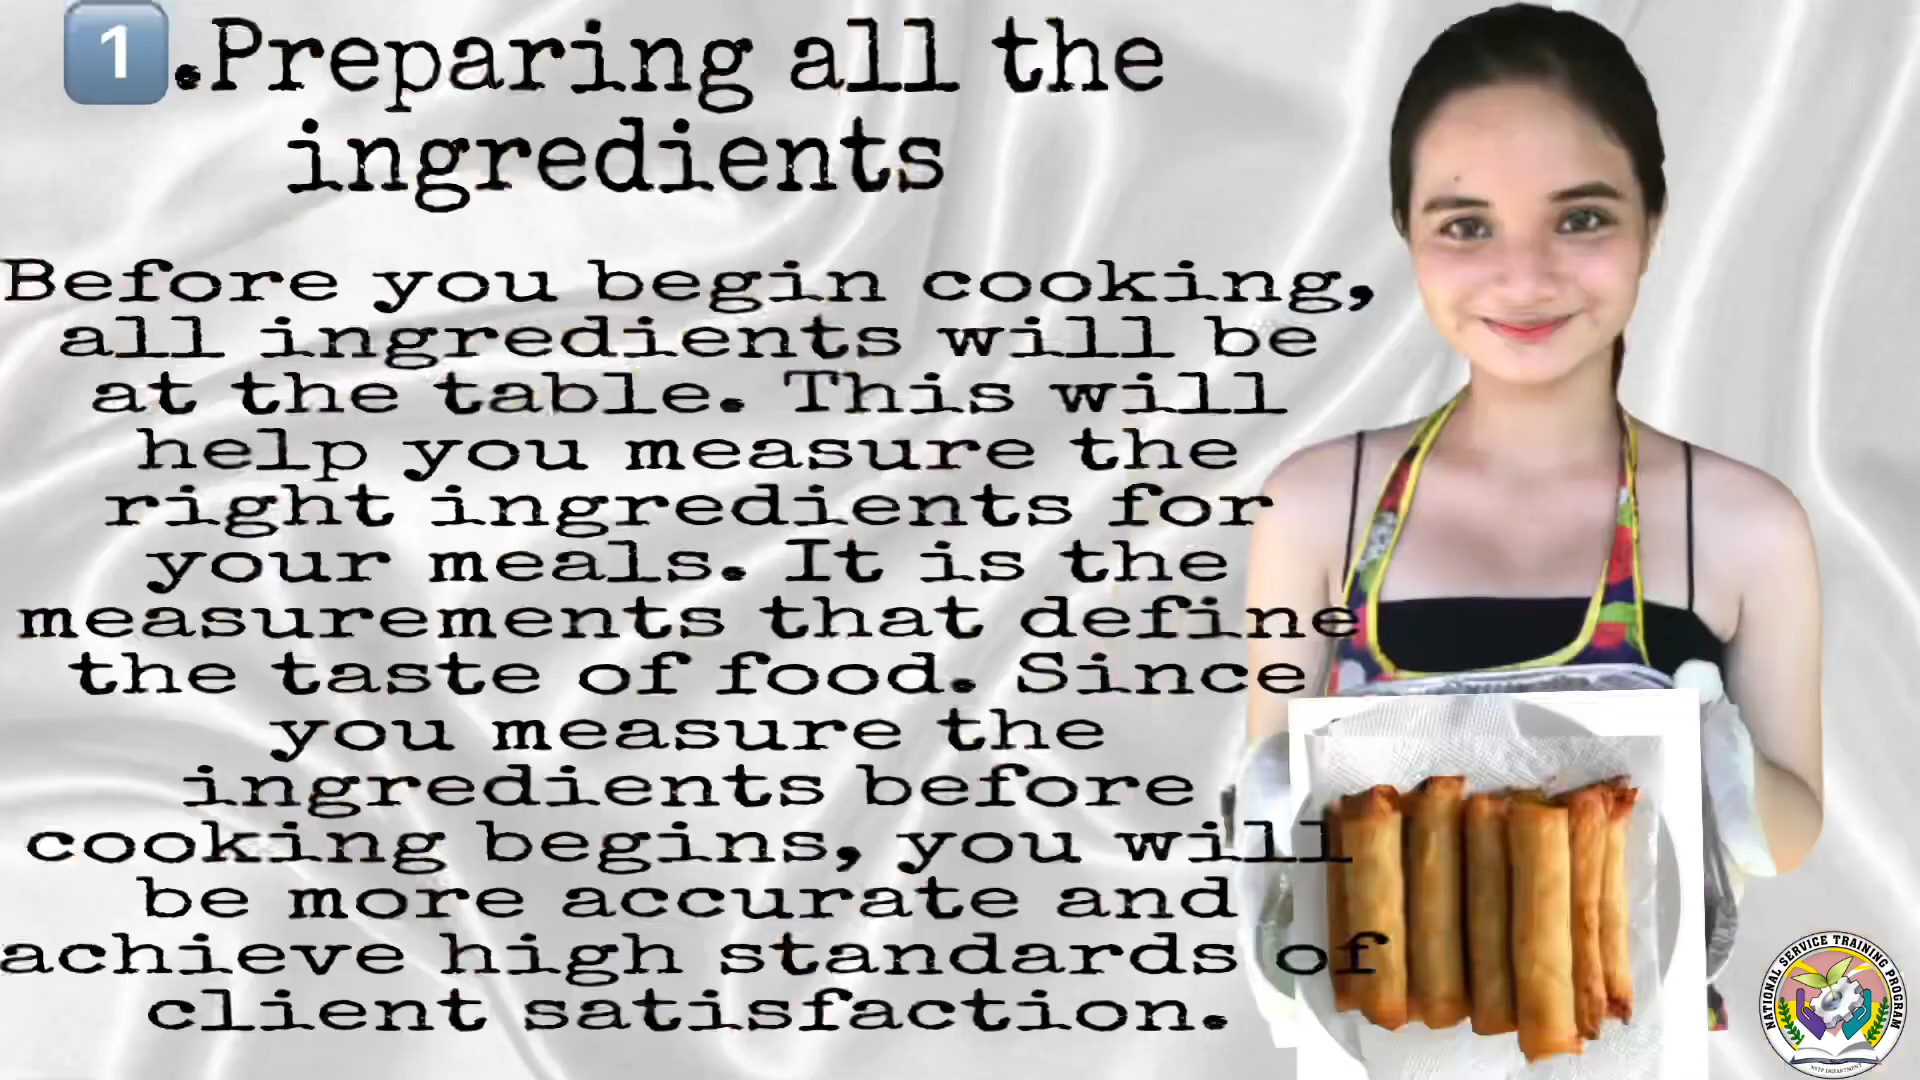 1.Preparing all the
ingredients
Before you begin cooking,
all ingredients will be
at the table. This will
help you measure the
right ingredients for
your meals. It is the
measurements that define
the taste of food. Since
you measure the
ingredients before
cooking begins, you will
be more accurate and
achieve high standards of
client satisfaction.
NATIONAL SERVICE TRAINING PROGRAM
NSTP DEPARTMENT